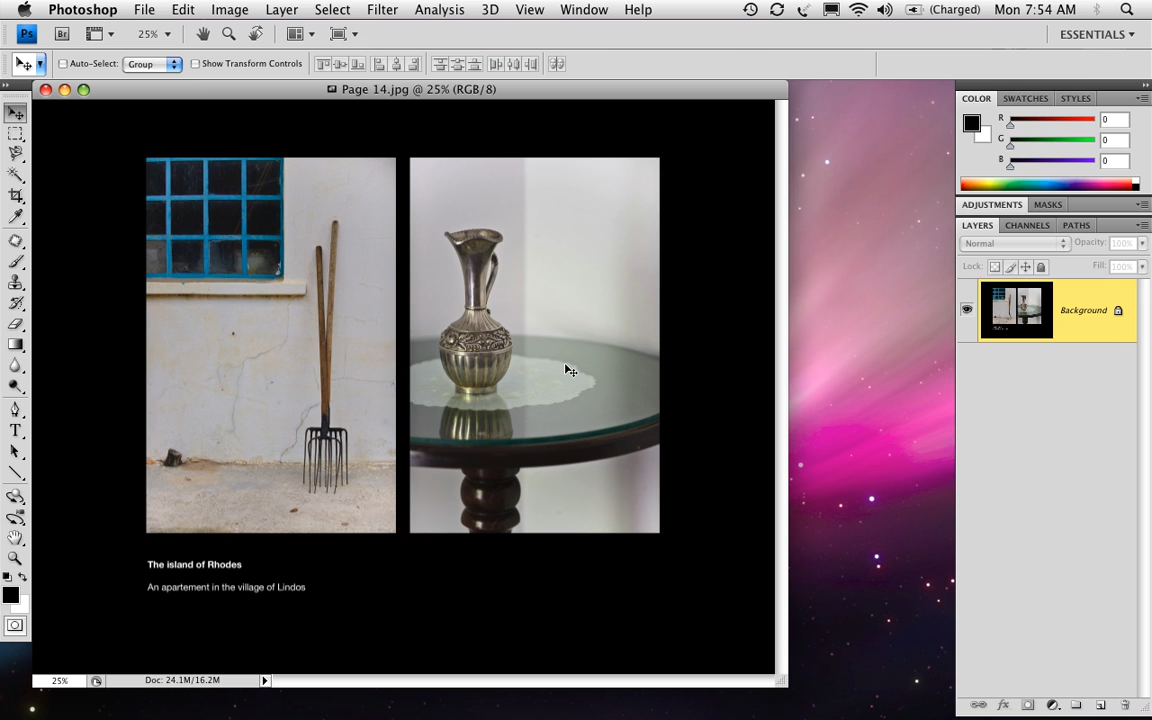 Photoshop File Edit Image Layer Select Filter Analysis 3D View Window Help (Charged) Mon 7:54 AM
Ps Br 25% ESSENTIALS
Auto-Select: Group Show Transform Controls
Page 14.jpg @ 25% (RGB/8)
COLOR SWATCHES STYLES
R 0
G 0
B 0
ADJUSTMENTS MASKS
LAYERS CHANNELS PATHS
Normal Opacity: 100%
Lock: Fill: 100%
Background
T
The island of Rhodes
An apartement in the village of Lindos
25% Doc: 24.1M/16.2M
fx